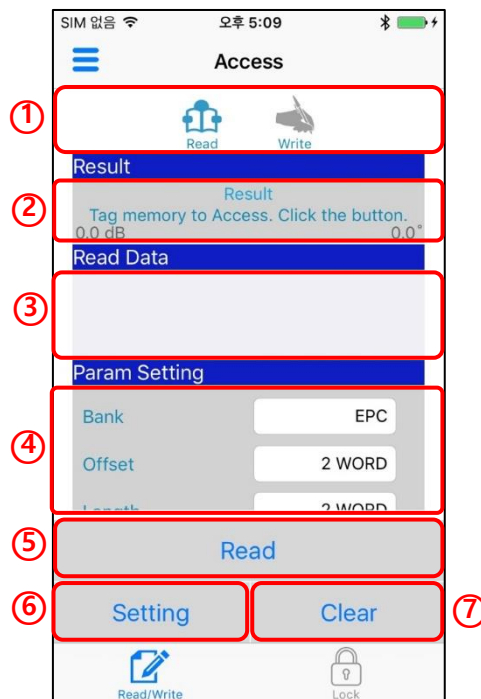 SIM 없음 오후 5:09
Access
①
Read Write
Result
②
Result
Tag memory to Access. Click the button.
0.0 dB 0.0°
Read Data
③
Param Setting
④
Bank EPC
Offset 2 WORD
Length 2 WORD
⑤
Read
⑥
Setting Clear
⑦
Read/Write Lock